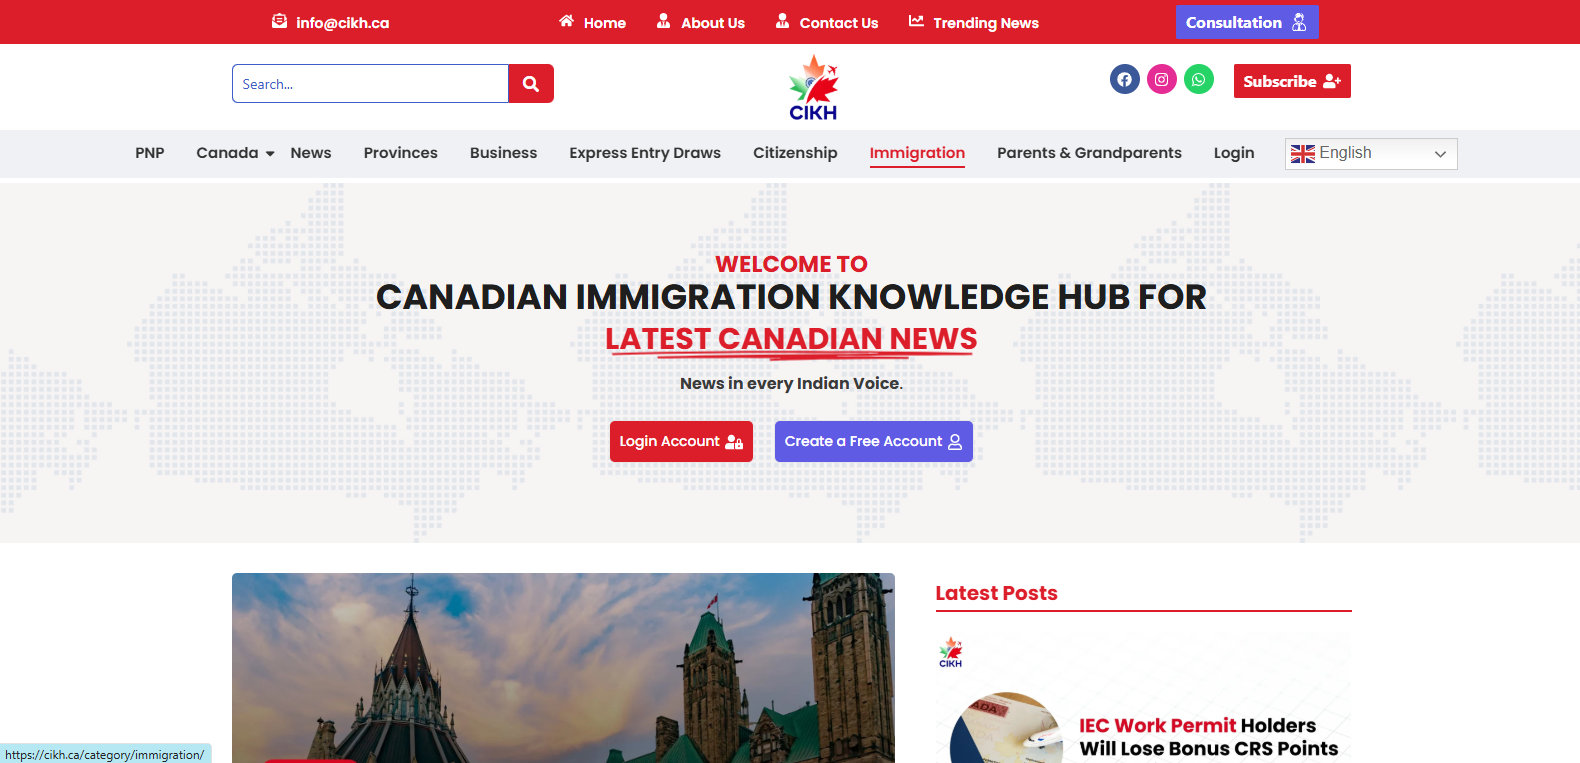 info@cikh.ca
Home
About Us
Contact Us
Trending News
Consultation
Search...
CIKH
Subscribe
PNP
Canada
News
Provinces
Business
Express Entry Draws
Citizenship
Immigration
Parents & Grandparents
Login
English
WELCOME TO
CANADIAN IMMIGRATION KNOWLEDGE HUB FOR
LATEST CANADIAN NEWS
News in every Indian Voice.
Login Account
Create a Free Account
Latest Posts
CIKH
ADA
IEC Work Permit Holders
Will Lose Bonus CRS Points
https://cikh.ca/category/immigration/